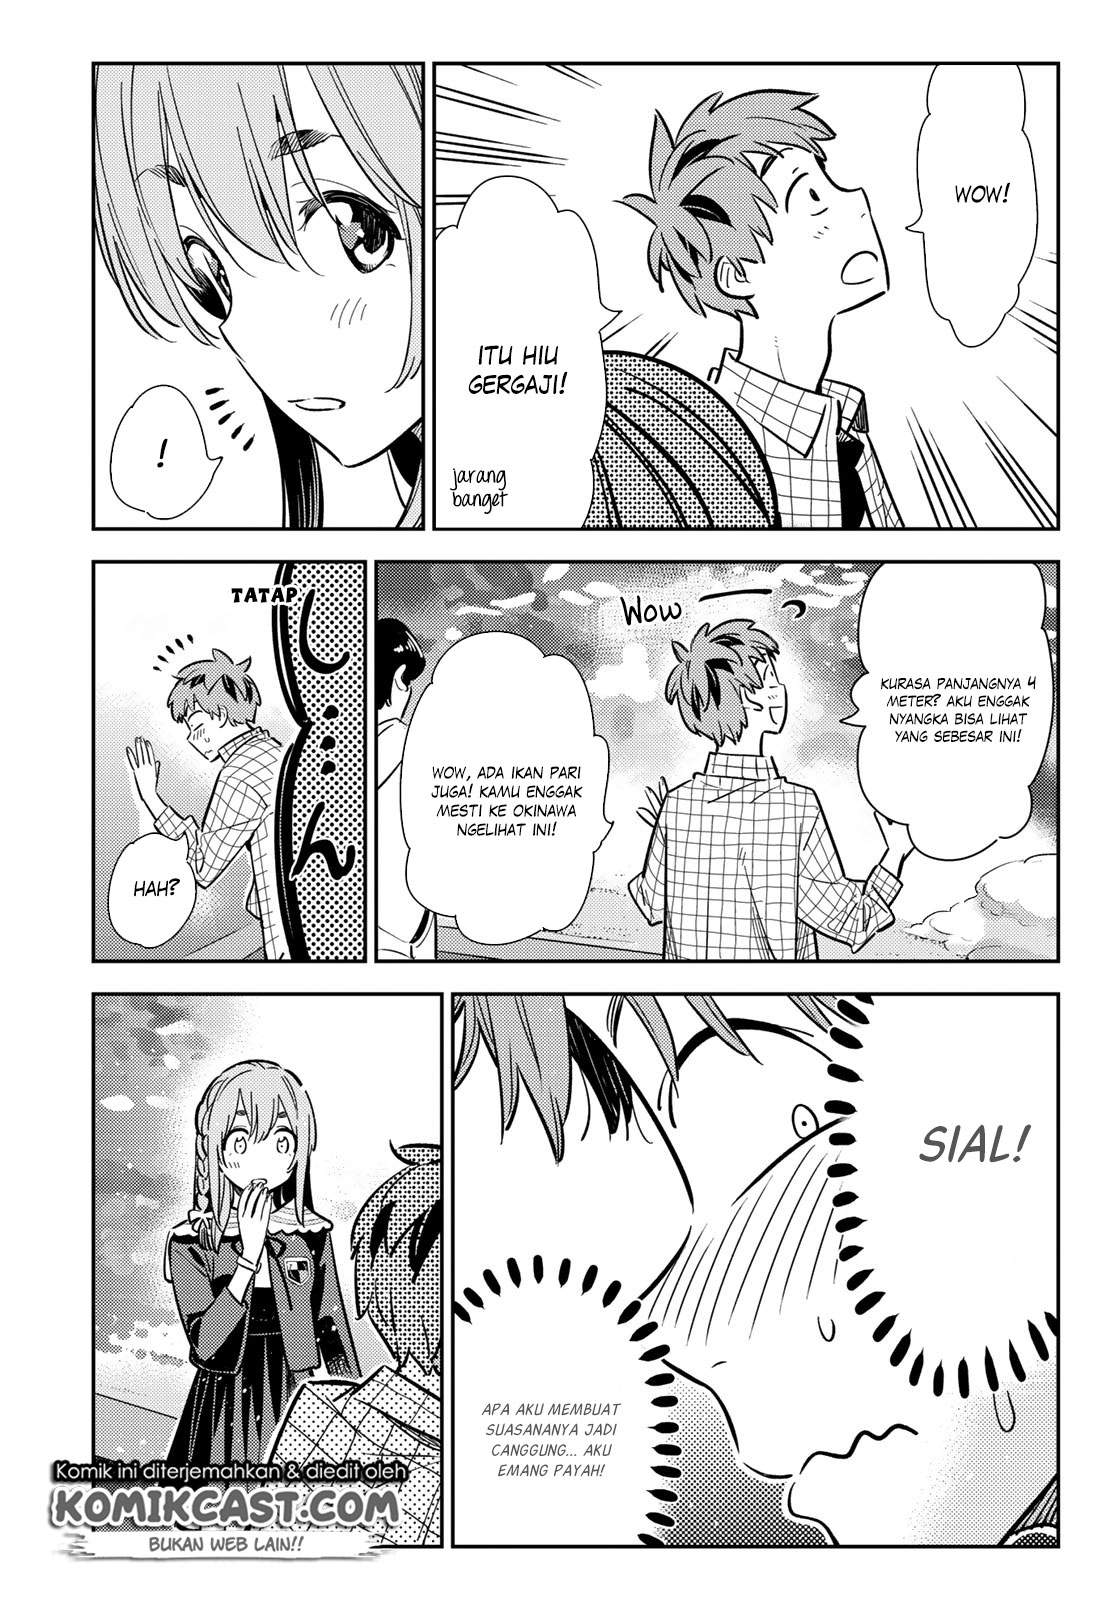 WOW!
ITU HIU
GERGAJI!
jarang
banget
!
KURASA PANJANGNYA 4
METER? AKU ENGGAK
NYANGKA BISA LIHAT
YANG SEBESAR INI!
Wow
WOW, ADA IKAN PARI
JUGA! KAMU ENGGAK
MESTI KE OKINAWA
NGELIHAT INI!
TATAP
じ…ん
HAH?
SIAL!
APA AKU MEMBUAT
SUASANANYA JADI
CANGGUNG... AKU
EMANG PAYAH!
Komik ini diterjemahkan & diedit oleh
KOMIKCAST.COM
BUKAN WEB LAIN!!